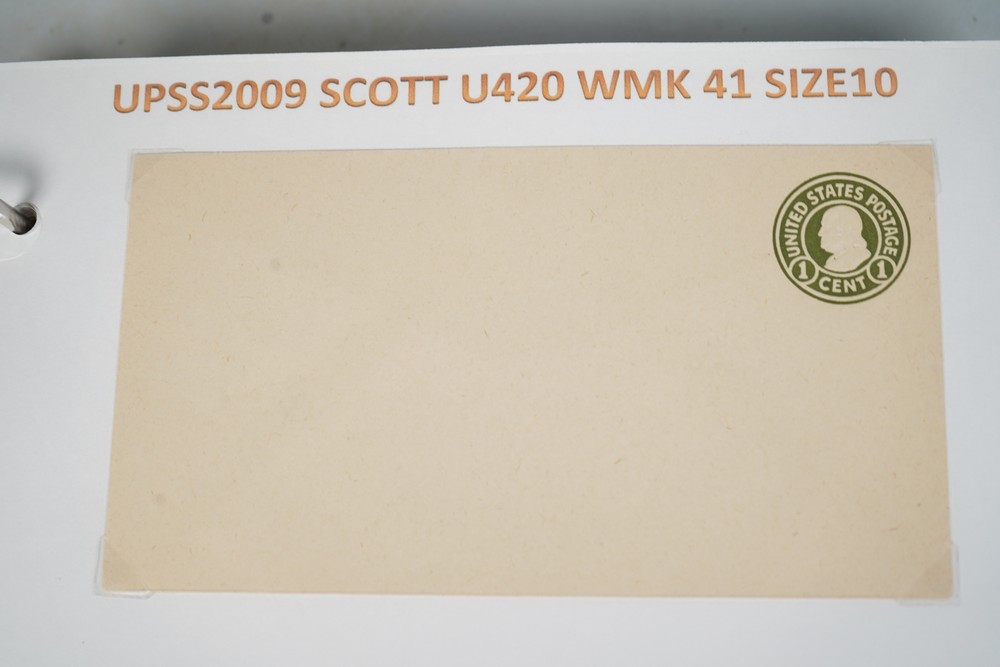 UPSS2009 SCOTT U420 WMK 41 SIZE10
UNITED STATES POSTAGE
1 CENT 1